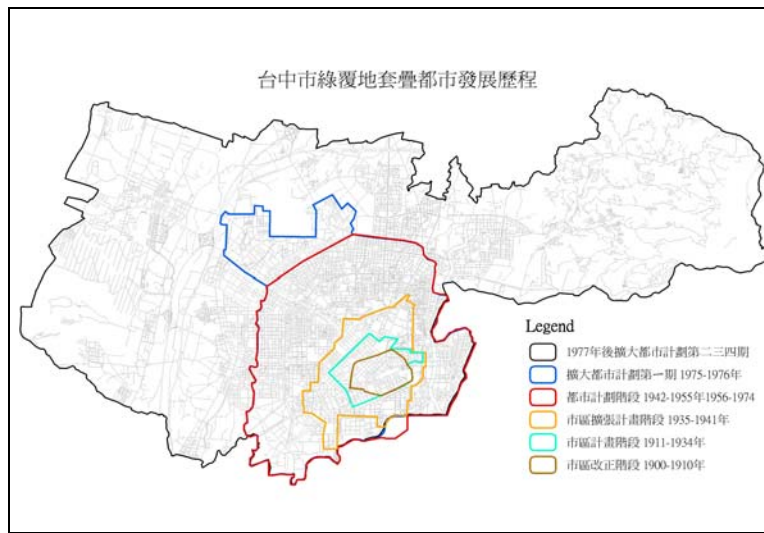 台中市綠覆地套疊都市發展歷程
Legend
1977年後擴大都市計劃第二三四期
擴大都市計劃第一期 1975-1976年
都市計劃階段 1942-1955年1956-1974
市區擴張計畫階段 1935-1941年
市區計畫階段 1911-1934年
市區改正階段 1900-1910年